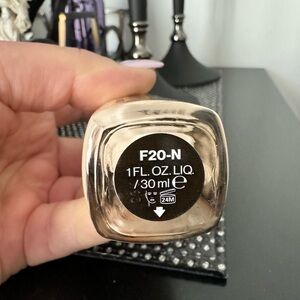 F20-N
1 FL. OZ. LIQ.
/ 30 ml ℮
24M